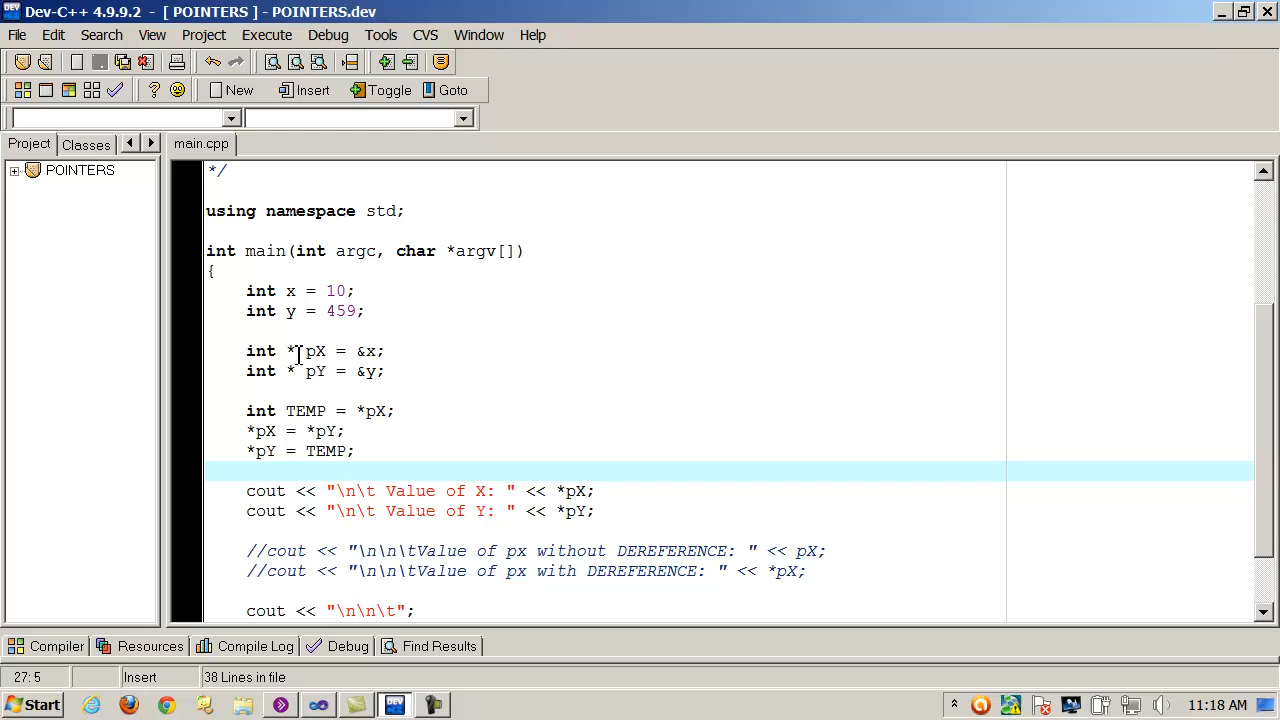 Dev-C++ 4.9.9.2 - [ POINTERS ] - POINTERS.dev
File Edit Search View Project Execute Debug Tools CVS Window Help
New Insert Toggle Goto
Project Classes main.cpp
POINTERS
*/
using namespace std;
int main(int argc, char *argv[])
{
int x = 10;
int y = 459;
int * pX = &x;
int * pY = &y;
int TEMP = *pX;
*pX = *pY;
*pY = TEMP;
cout << "\n\t Value of X: " << *pX;
cout << "\n\t Value of Y: " << *pY;
//cout << "\n\n\tValue of px without DEREFERENCE: " << pX;
//cout << "\n\n\tValue of px with DEREFERENCE: " << *pX;
cout << "\n\n\t";
Compiler Resources Compile Log Debug Find Results
27: 5 Insert 38 Lines in file
Start DEV 11:18 AM